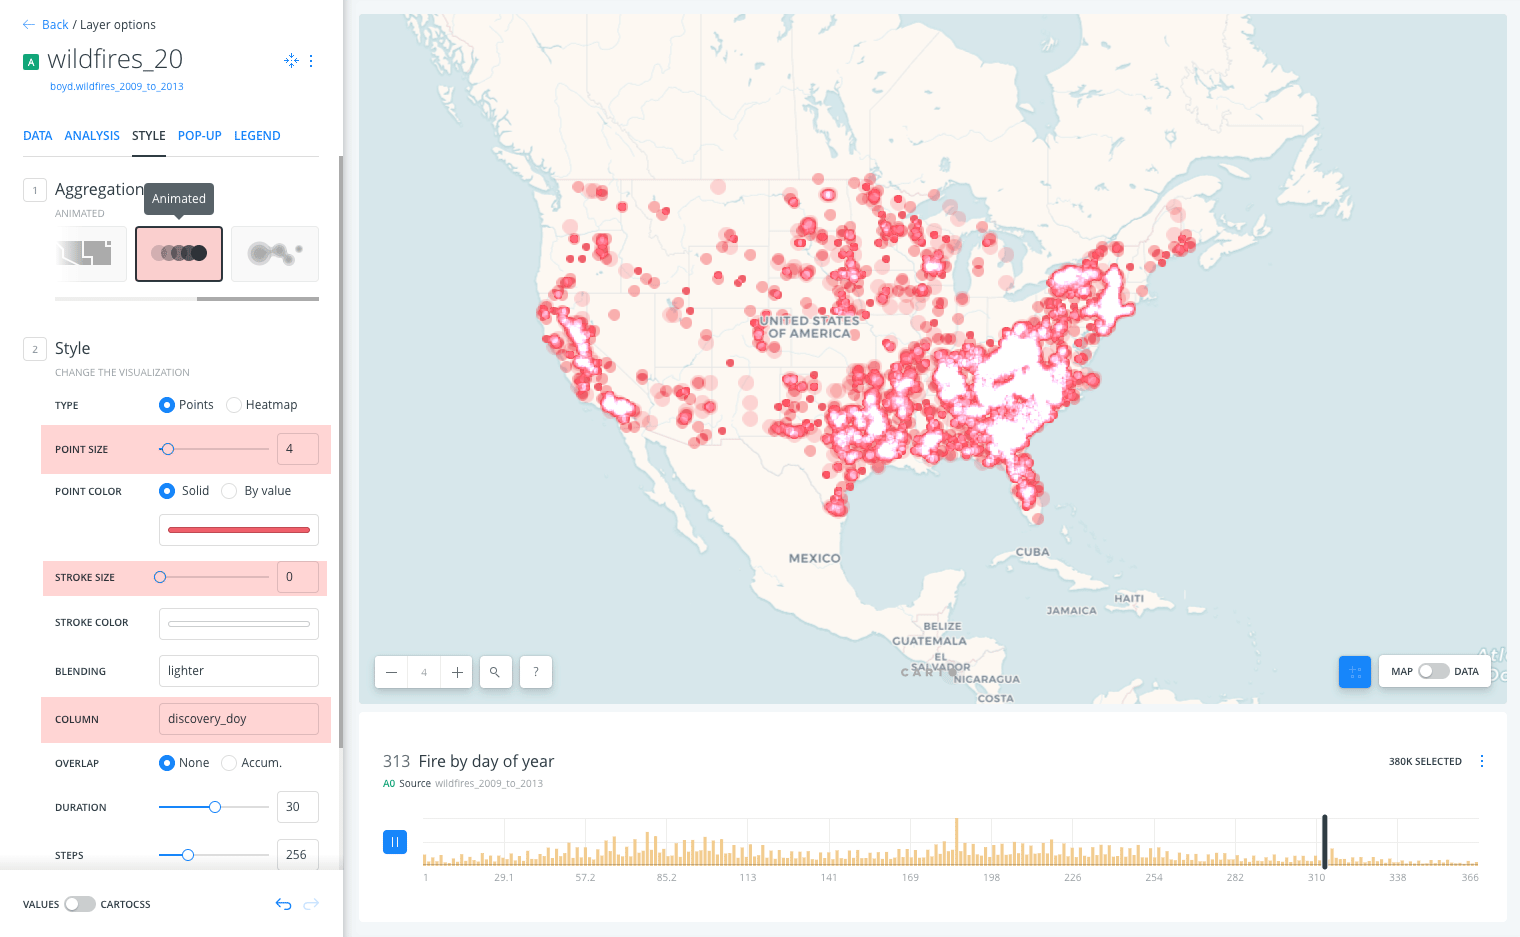 ← Back / Layer options
A wildfires_20
boyd.wildfires_2009_to_2013
DATA ANALYSIS STYLE POP-UP LEGEND
1 Aggregation
Animated
ANIMATED
2 Style
CHANGE THE VISUALIZATION
TYPE Points Heatmap
POINT SIZE 4
POINT COLOR Solid By value
STROKE SIZE 0
STROKE COLOR
BLENDING lighter
COLUMN discovery_doy
OVERLAP None Accum.
DURATION 30
STEPS 256
VALUES CARTOCSS
UNITED STATES
OF AMERICA
MEXICO
CUBA
HAITI
JAMAICA
BELIZE
GUATEMALA
EL
SALVADOR
CARTO
NICARAGUA
COSTA
4
?
MAP DATA
313 Fire by day of year
380K SELECTED
A0 Source wildfires_2009_to_2013
1 29.1 57.2 85.2 113 141 169 198 226 254 282 310 338 366